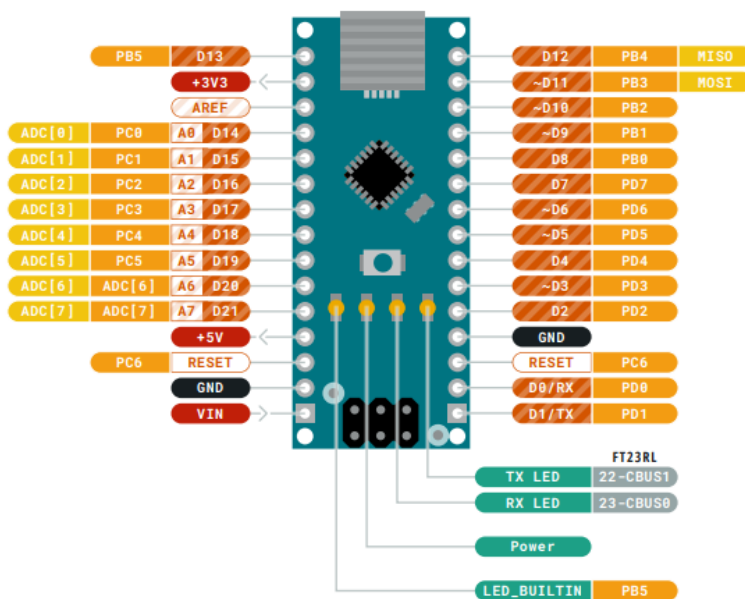 PB5 D13 D12 PB4 MISO
+3V3 ~D11 PB3 MOSI
AREF ~D10 PB2
ADC[0] PC0 A0 D14 ~D9 PB1
ADC[1] PC1 A1 D15 D8 PB0
ADC[2] PC2 A2 D16 D7 PD7
ADC[3] PC3 A3 D17 ~D6 PD6
ADC[4] PC4 A4 D18 ~D5 PD5
ADC[5] PC5 A5 D19 D4 PD4
ADC[6] ADC[6] A6 D20 ~D3 PD3
ADC[7] ADC[7] A7 D21 D2 PD2
+5V GND
PC6 RESET RESET PC6
GND D0/RX PD0
VIN D1/TX PD1
FT23RL
TX LED 22-CBUS1
RX LED 23-CBUS0
Power
LED_BUILTIN PB5